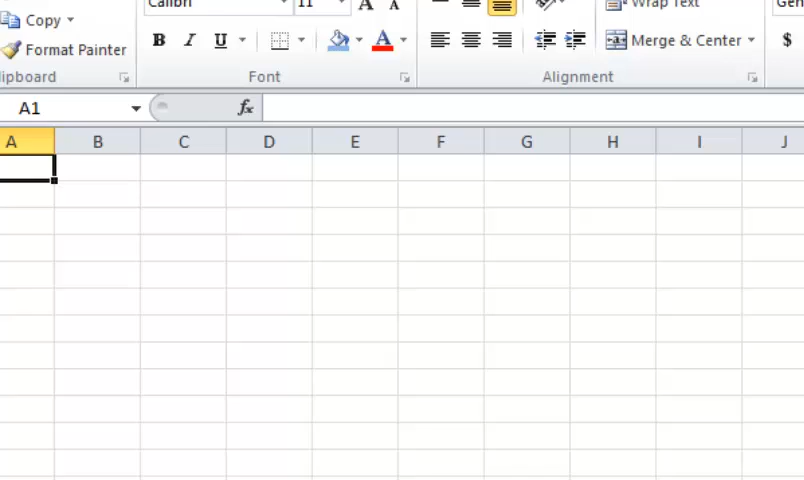 Calibri 11 A A Wrap Text
Copy
Format Painter B I U A Merge & Center $
Font Alignment
A1 fx
A B C D E F G H I J